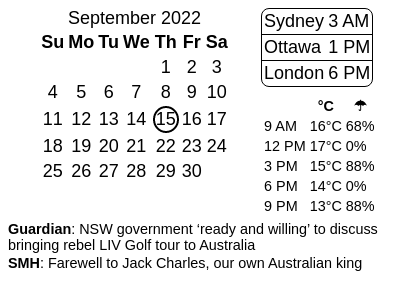 September 2022
Su Mo Tu We Th Fr Sa
1 2 3
4 5 6 7 8 9 10
11 12 13 14 15 16 17
18 19 20 21 22 23 24
25 26 27 28 29 30
Sydney 3 AM
Ottawa 1 PM
London 6 PM
°C ☂
9 AM 16°C 68%
12 PM 17°C 0%
3 PM 15°C 88%
6 PM 14°C 0%
9 PM 13°C 88%
Guardian: NSW government ‘ready and willing’ to discuss
bringing rebel LIV Golf tour to Australia
SMH: Farewell to Jack Charles, our own Australian king